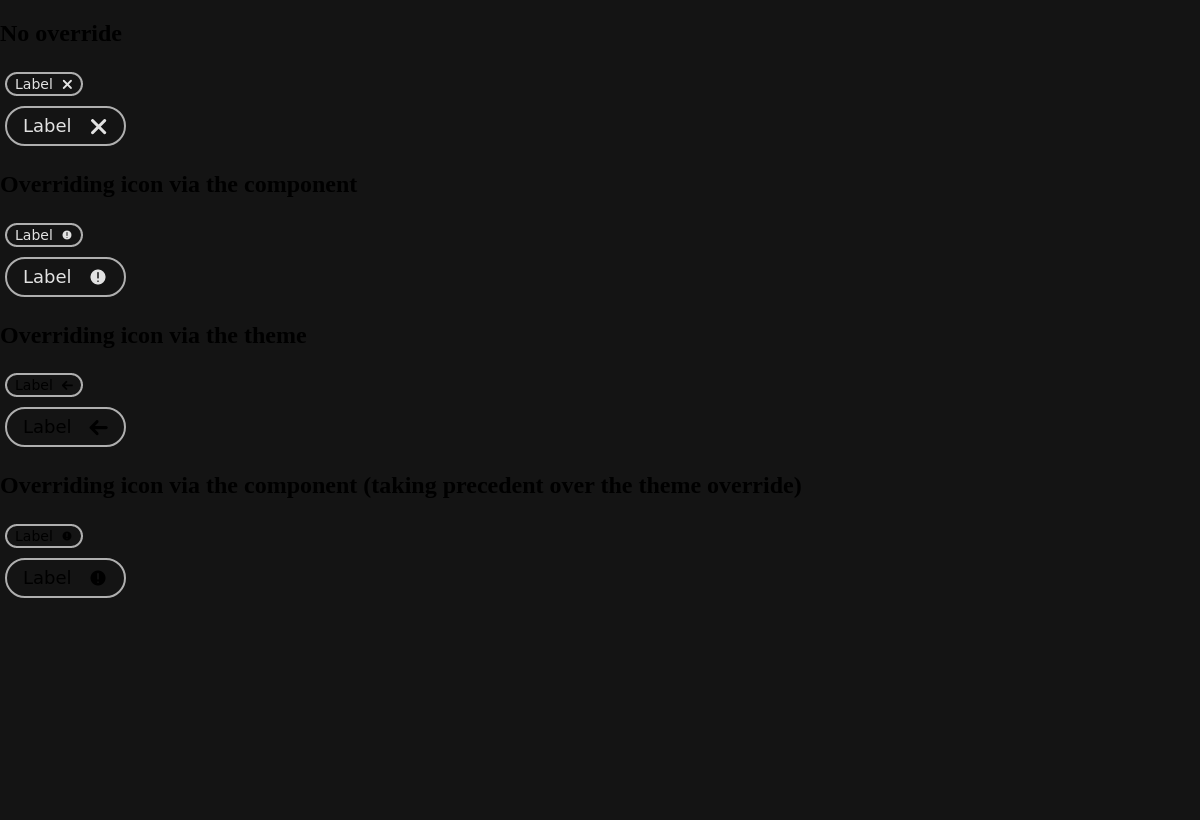 No override
Label
Label
Overriding icon via the component
Label
Label
Overriding icon via the theme
Label
Label
Overriding icon via the component (taking precedent over the theme override)
Label
Label